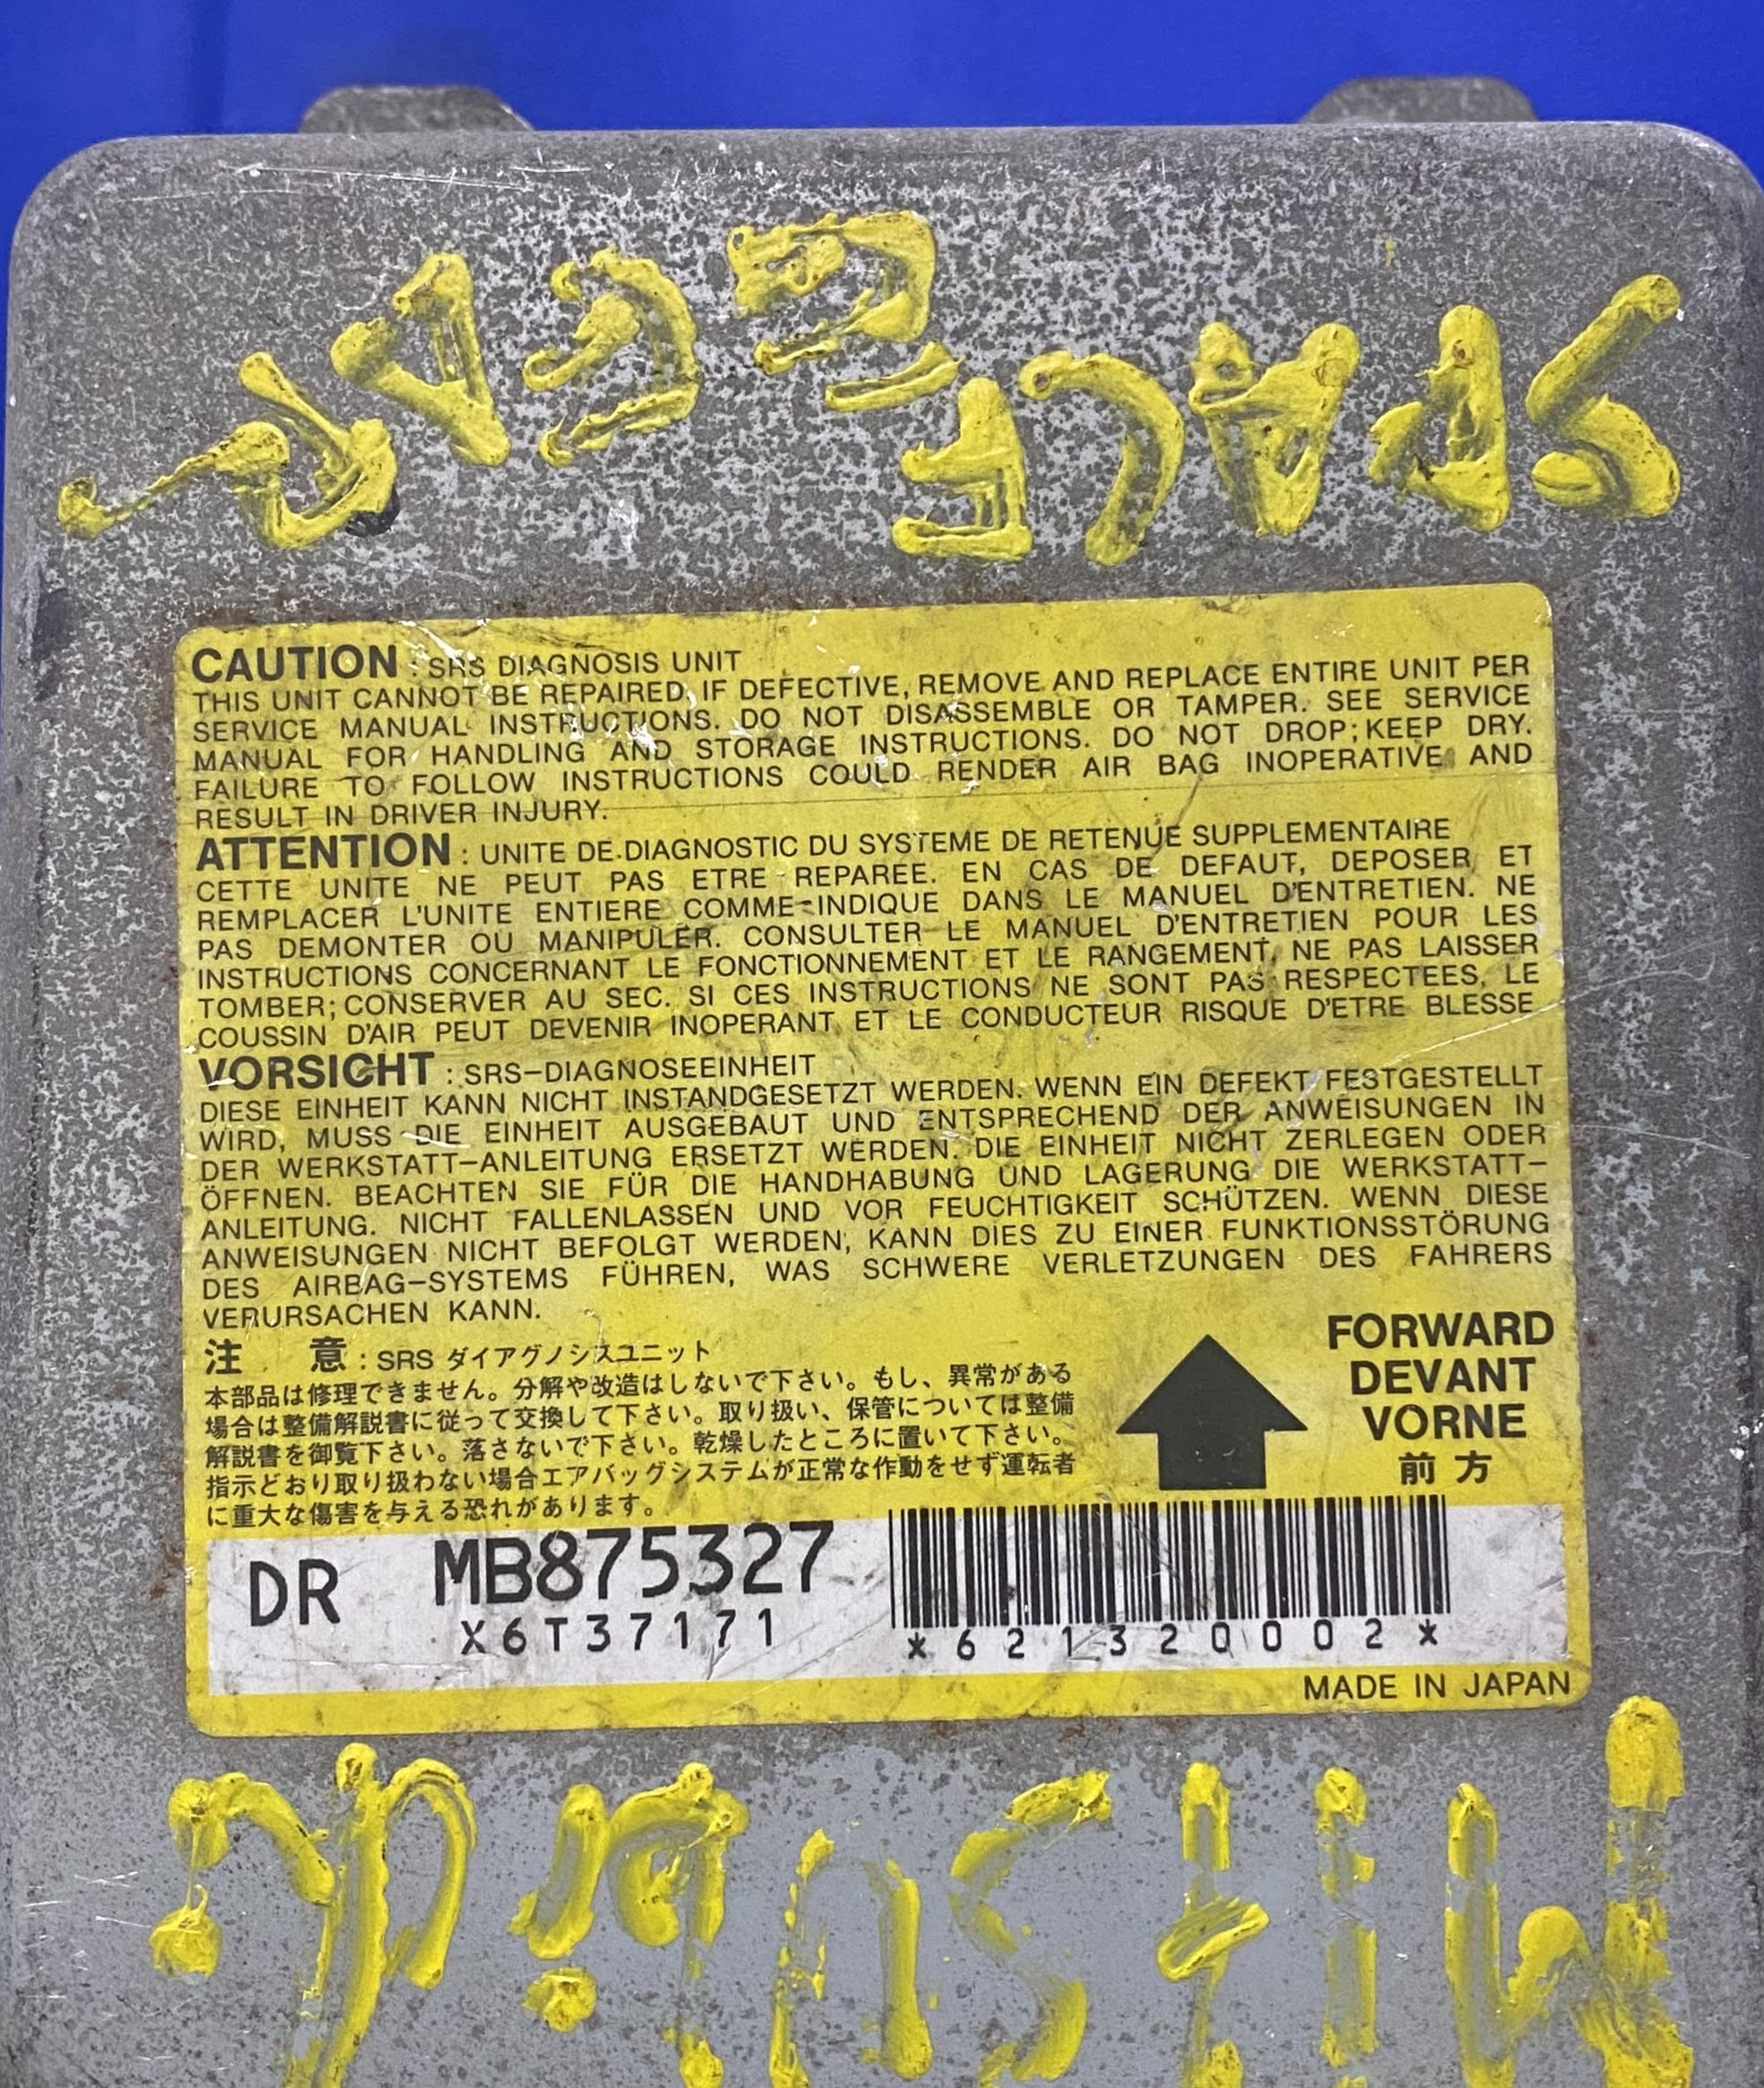 SPACE-GEAR
CAUTION : SRS DIAGNOSIS UNIT
THIS UNIT CANNOT BE REPAIRED. IF DEFECTIVE, REMOVE AND REPLACE ENTIRE UNIT PER
SERVICE MANUAL INSTRUCTIONS. DO NOT DISASSEMBLE OR TAMPER. SEE SERVICE
MANUAL FOR HANDLING AND STORAGE INSTRUCTIONS. DO NOT DROP; KEEP DRY.
FAILURE TO FOLLOW INSTRUCTIONS COULD RENDER AIR BAG INOPERATIVE AND
RESULT IN DRIVER INJURY.
ATTENTION : UNITE DE DIAGNOSTIC DU SYSTEME DE RETENUE SUPPLEMENTAIRE
CETTE UNITE NE PEUT PAS ETRE REPAREE. EN CAS DE DEFAUT, DEPOSER ET
REMPLACER L'UNITE ENTIERE COMME INDIQUE DANS LE MANUEL D'ENTRETIEN. NE
PAS DEMONTER OU MANIPULER. CONSULTER LE MANUEL D'ENTRETIEN POUR LES
INSTRUCTIONS CONCERNANT LE FONCTIONNEMENT ET LE RANGEMENT. NE PAS LAISSER
TOMBER; CONSERVER AU SEC. SI CES INSTRUCTIONS NE SONT PAS RESPECTEES, LE
COUSSIN D'AIR PEUT DEVENIR INOPERANT ET LE CONDUCTEUR RISQUE D'ETRE BLESSE
VORSICHT : SRS-DIAGNOSEEINHEIT
DIESE EINHEIT KANN NICHT INSTANDGESETZT WERDEN. WENN EIN DEFEKT FESTGESTELLT
WIRD, MUSS DIE EINHEIT AUSGEBAUT UND ENTSPRECHEND DER ANWEISUNGEN IN
DER WERKSTATT-ANLEITUNG ERSETZT WERDEN. DIE EINHEIT NICHT ZERLEGEN ODER
ÖFFNEN. BEACHTEN SIE FÜR DIE HANDHABUNG UND LAGERUNG DIE WERKSTATT-
ANLEITUNG. NICHT FALLENLASSEN UND VOR FEUCHTIGKEIT SCHÜTZEN. WENN DIESE
ANWEISUNGEN NICHT BEFOLGT WERDEN, KANN DIES ZU EINER FUNKTIONSSTÖRUNG
DES AIRBAG-SYSTEMS FÜHREN, WAS SCHWERE VERLETZUNGEN DES FAHRERS
VERURSACHEN KANN.
注 意 : SRS ダイアグノシスユニット
本部品は修理できません。分解や改造はしないで下さい。もし、異常がある
場合は整備解説書に従って交換して下さい。取り扱い、保管については整備
解説書を御覧下さい。落さないで下さい。乾燥したところに置いて下さい。
指示どおり取り扱わない場合エアバッグシステムが正常な作動をせず運転者
に重大な傷害を与える恐れがあります。
FORWARD
DEVANT
VORNE
前方
DR MB875327
X6T37171
*621320002*
MADE IN JAPAN